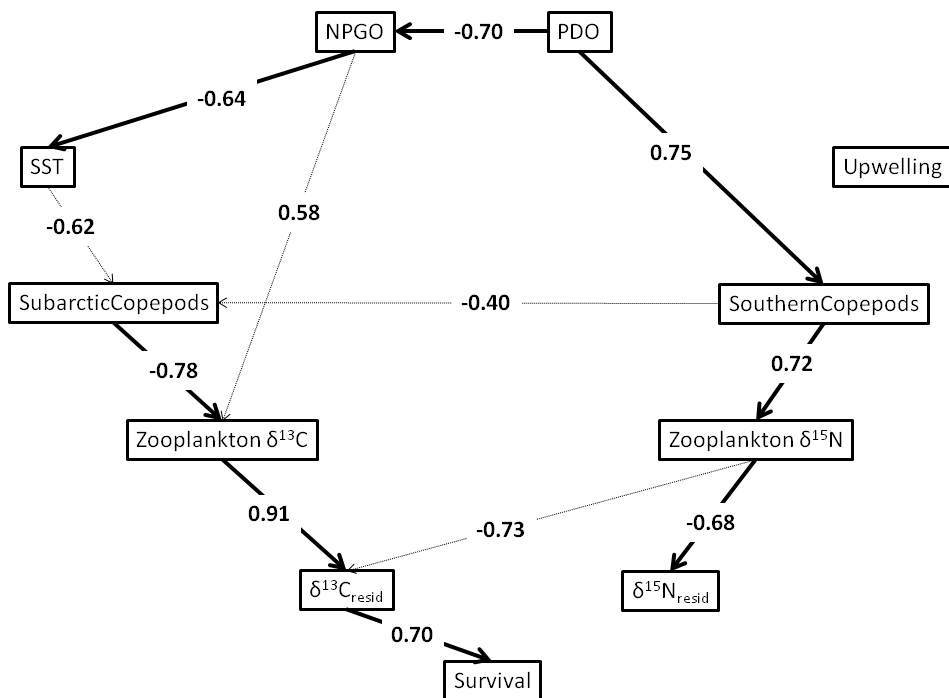 NPGO
-0.70
PDO
-0.64
SST
0.75
Upwelling
-0.62
0.58
SubarcticCopepods
-0.40
SouthernCopepods
-0.78
0.72
Zooplankton δ¹³C
Zooplankton δ¹⁵N
0.91
-0.73
-0.68
δ¹³Cresid
δ¹⁵Nresid
0.70
Survival